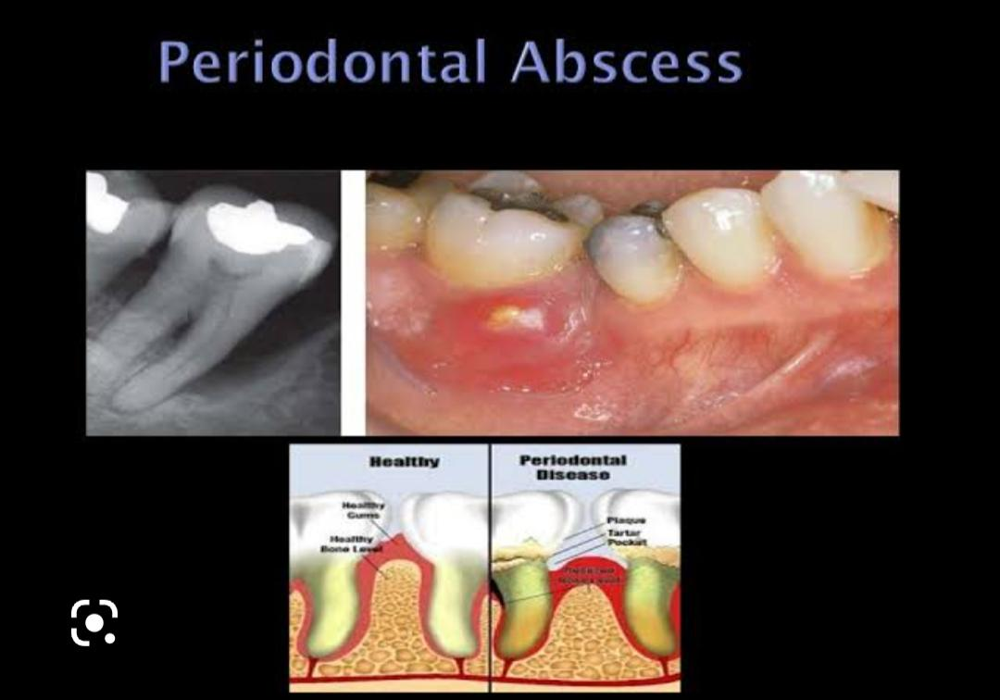 Periodontal Abscess
Healthy
Healthy
Gums
Healthy
Bone Level
Periodontal
Disease
Plaque
Tartar
Pocket